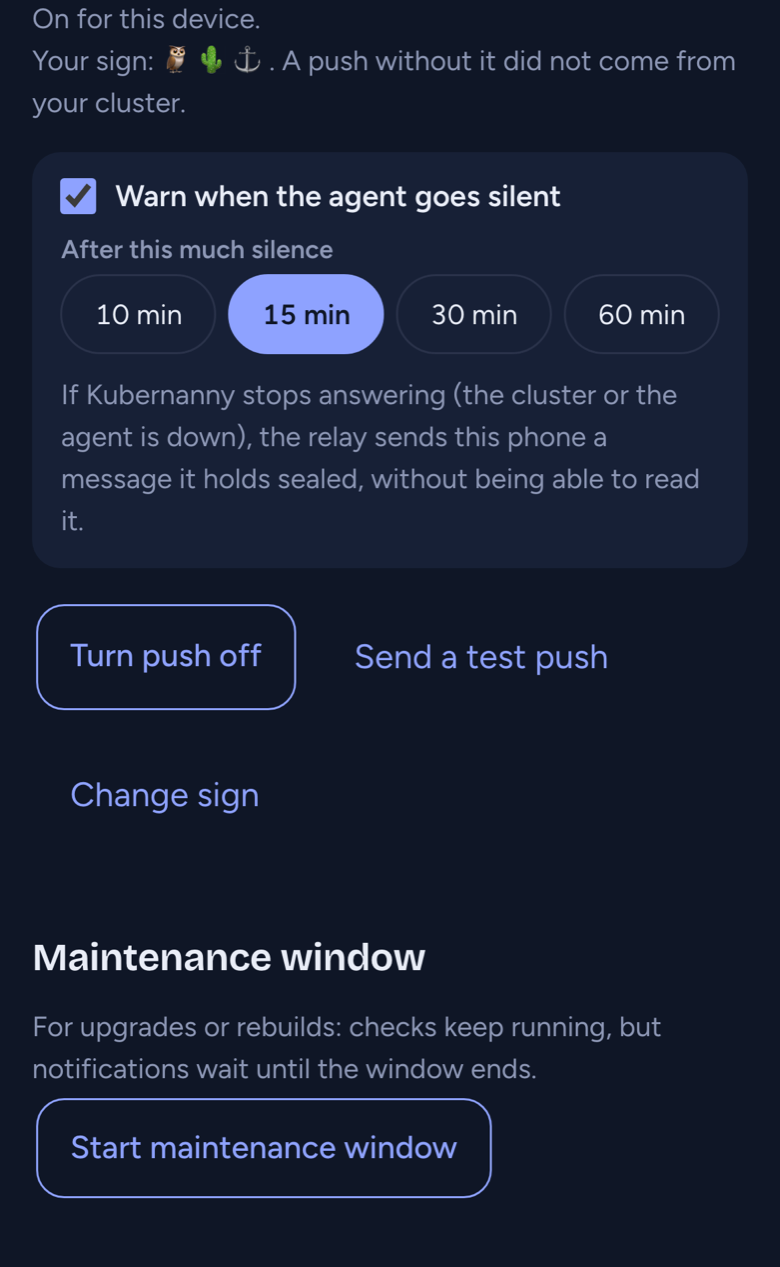 On for this device.
Your sign: 🦉 🌵 ⚓ . A push without it did not come from
your cluster.
Warn when the agent goes silent
After this much silence
10 min 15 min 30 min 60 min
If Kubernanny stops answering (the cluster or the
agent is down), the relay sends this phone a
message it holds sealed, without being able to read
it.
Turn push off Send a test push
Change sign
Maintenance window
For upgrades or rebuilds: checks keep running, but
notifications wait until the window ends.
Start maintenance window